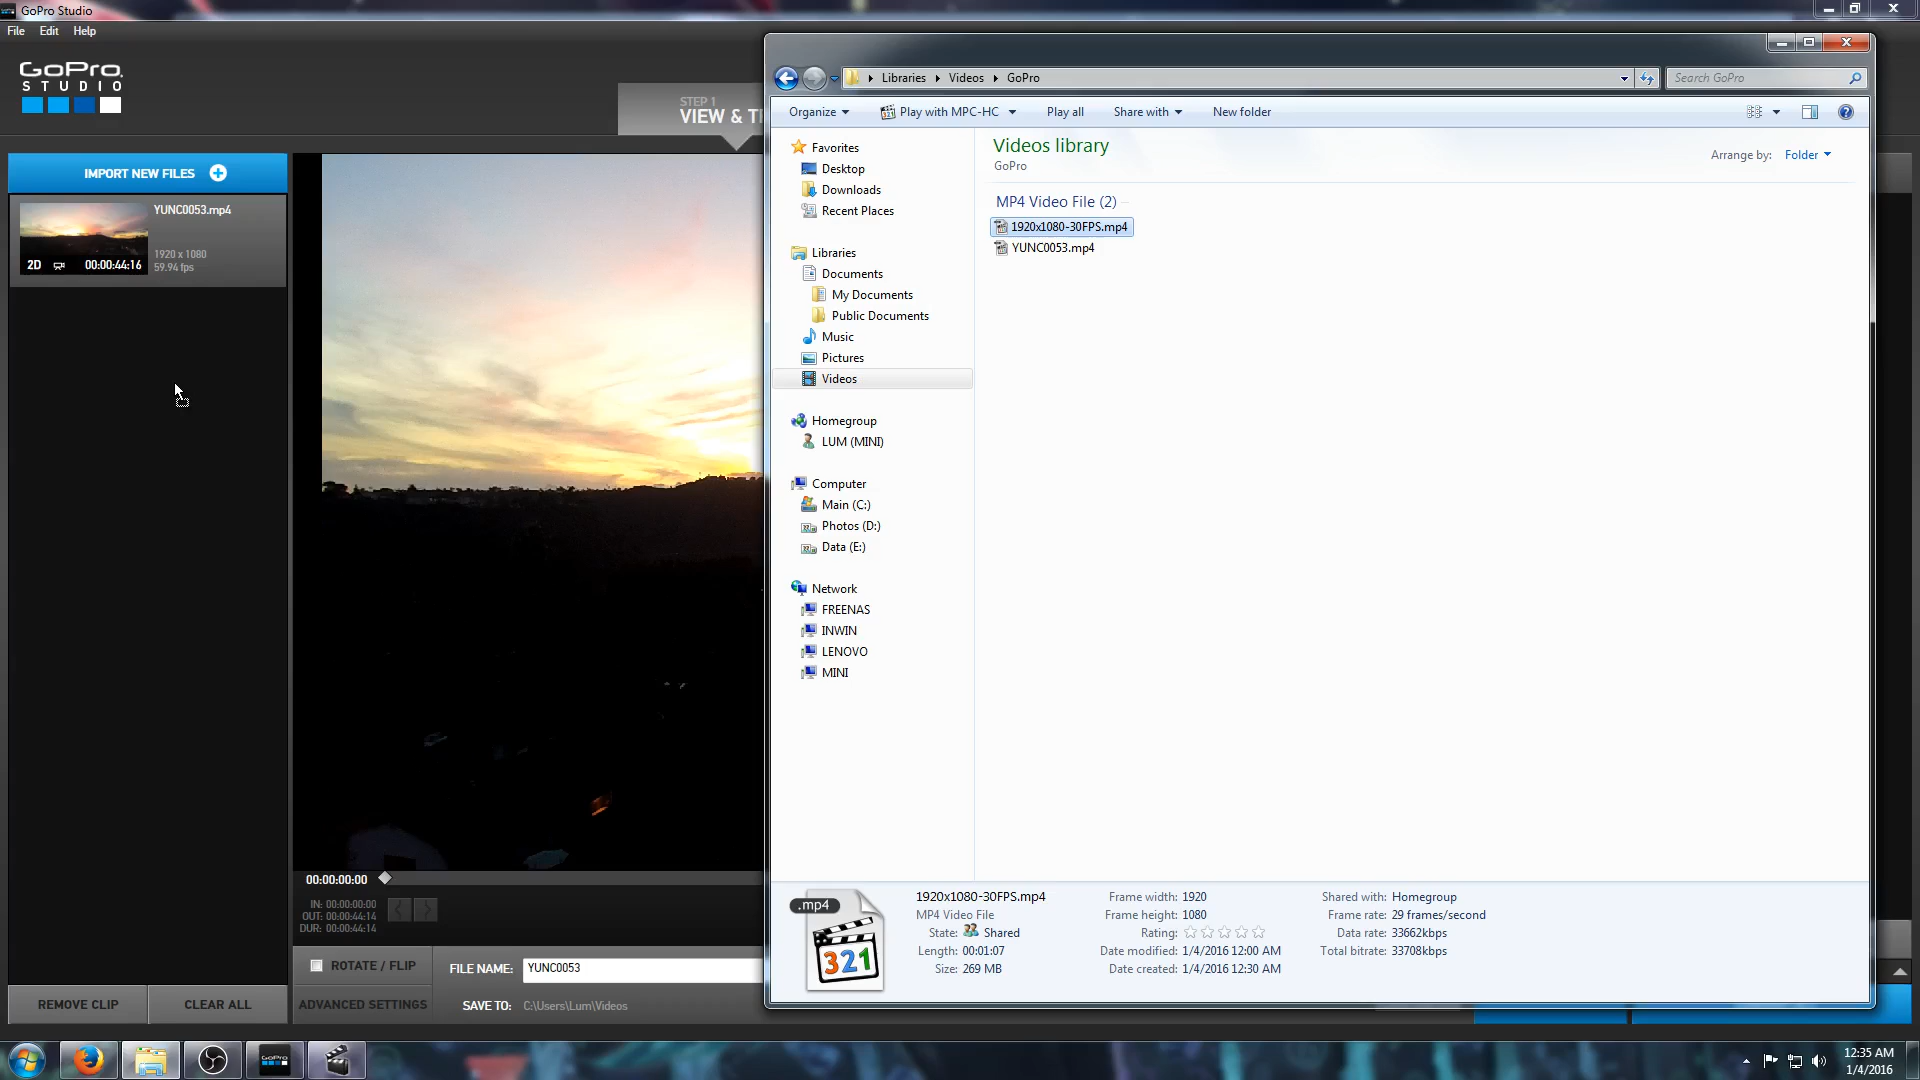 GoPro Studio
File Edit Help
GoPro
STUDIO
STEP 1
VIEW & T
IMPORT NEW FILES
YUNC0053.mp4
1920 x 1080
59.94 fps
2D 00:00:44:16
00:00:00:00
IN: 00:00:00:00
OUT: 00:00:44:14
DUR: 00:00:44:14
ROTATE / FLIP
FILE NAME: YUNC0053
REMOVE CLIP CLEAR ALL ADVANCED SETTINGS
SAVE TO: C:\Users\Lum\Videos
Libraries Videos GoPro
Search GoPro
Organize Play with MPC-HC Play all Share with New folder
Favorites
Desktop
Downloads
Recent Places
Libraries
Documents
My Documents
Public Documents
Music
Pictures
Videos
Homegroup
LUM (MINI)
Computer
Main (C:)
Photos (D:)
Data (E:)
Network
FREENAS
INWIN
LENOVO
MINI
Videos library
GoPro
Arrange by: Folder
MP4 Video File (2)
1920x1080-30FPS.mp4
YUNC0053.mp4
.mp4
321
1920x1080-30FPS.mp4
MP4 Video File
State: Shared
Length: 00:01:07
Size: 269 MB
Frame width: 1920
Frame height: 1080
Rating:
Date modified: 1/4/2016 12:00 AM
Date created: 1/4/2016 12:30 AM
Shared with: Homegroup
Frame rate: 29 frames/second
Data rate: 33662kbps
Total bitrate: 33708kbps
GoPro
12:35 AM
1/4/2016